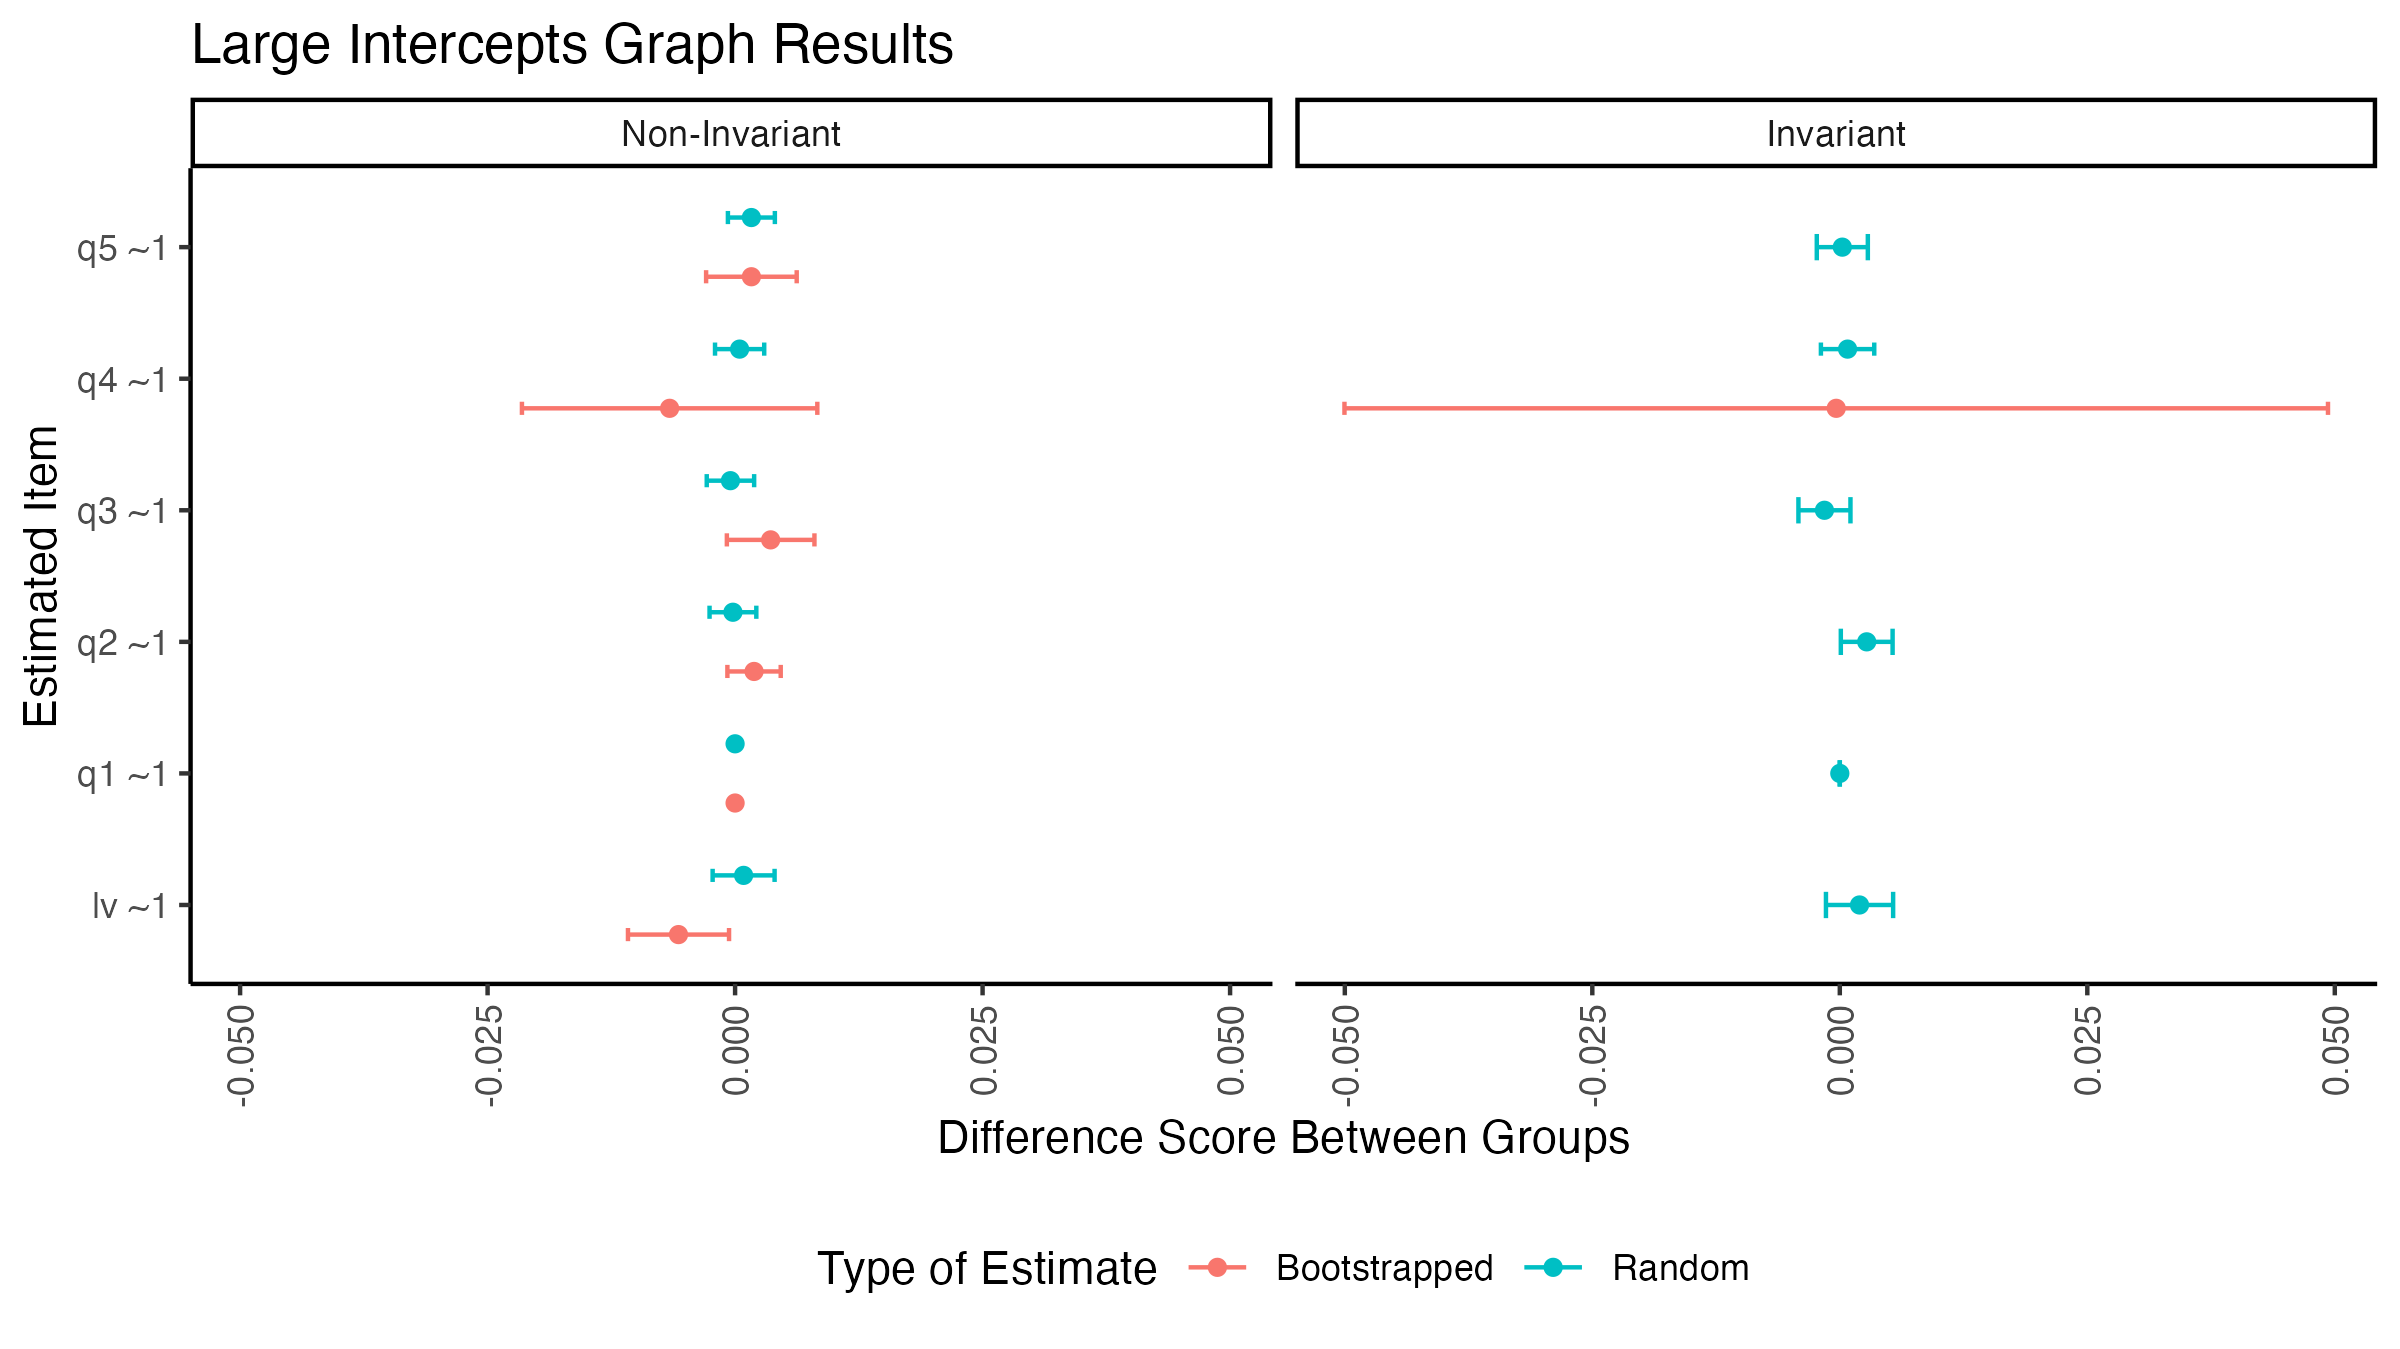 Large Intercepts Graph Results
Non-Invariant
Invariant
Estimated Item
q5 ~1
q4 ~1
q3 ~1
q2 ~1
q1 ~1
lv ~1
-0.050
-0.025
0.000
0.025
0.050
-0.050
-0.025
0.000
0.025
0.050
Difference Score Between Groups
Type of Estimate Bootstrapped Random